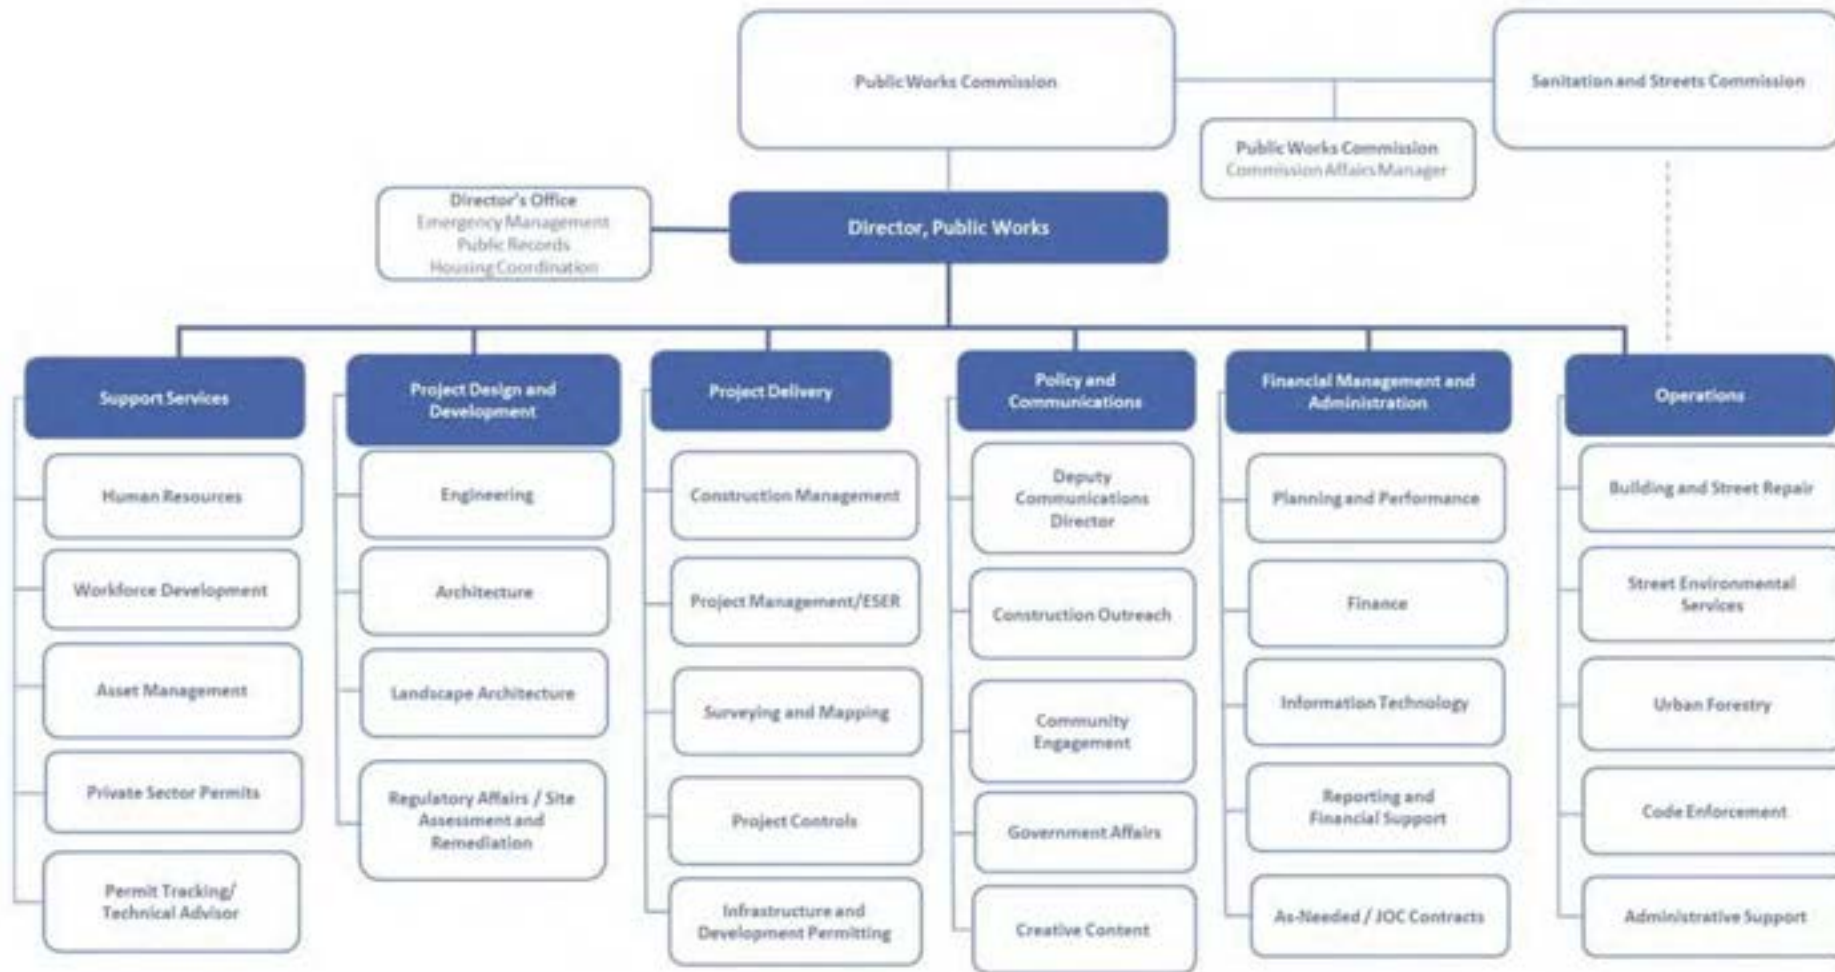 Public Works Commission
Sanitation and Streets Commission
Public Works Commission
Commission Affairs Manager
Director's Office
Emergency Management
Public Records
Housing Coordination
Director, Public Works
Support Services
Human Resources
Workforce Development
Asset Management
Private Sector Permits
Permit Tracking/
Technical Advisor
Project Design and
Development
Engineering
Architecture
Landscape Architecture
Regulatory Affairs / Site
Assessment and
Remediation
Project Delivery
Construction Management
Project Management/ESER
Surveying and Mapping
Project Controls
Infrastructure and
Development Permitting
Policy and
Communications
Deputy
Communications
Director
Construction Outreach
Community
Engagement
Government Affairs
Creative Content
Financial Management and
Administration
Planning and Performance
Finance
Information Technology
Reporting and
Financial Support
As-Needed / JOC Contracts
Operations
Building and Street Repair
Street Environmental
Services
Urban Forestry
Code Enforcement
Administrative Support